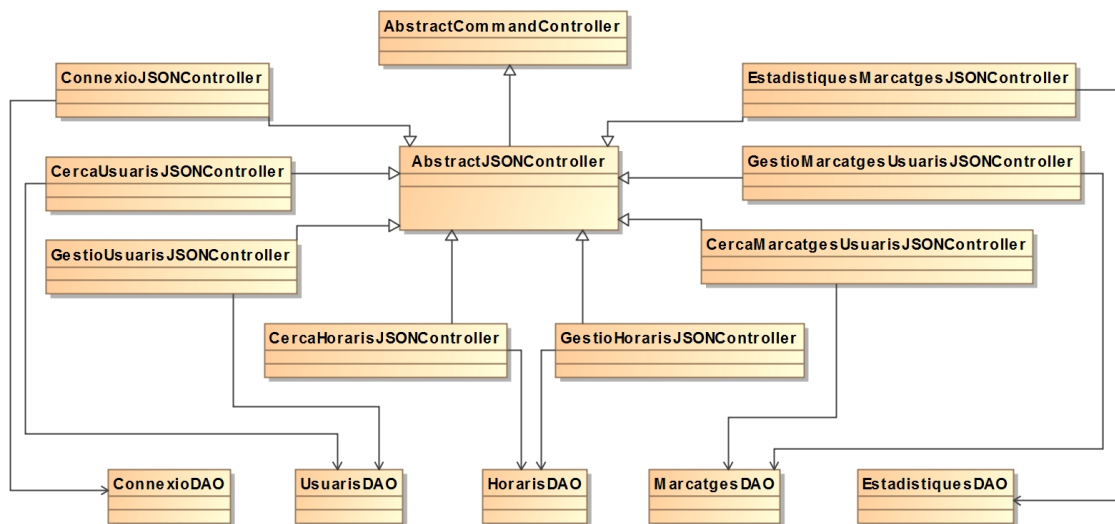 AbstractCommandController
ConnexioJSONController
EstadistiquesMarcatgesJSONController
AbstractJSONController
GestioMarcatgesUsuarisJSONController
CercaUsuarisJSONController
GestioUsuarisJSONController
CercaMarcatgesUsuarisJSONController
CercaHorarisJSONController
GestioHorarisJSONController
ConnexioDAO
UsuarisDAO
HorarisDAO
MarcatgesDAO
EstadistiquesDAO